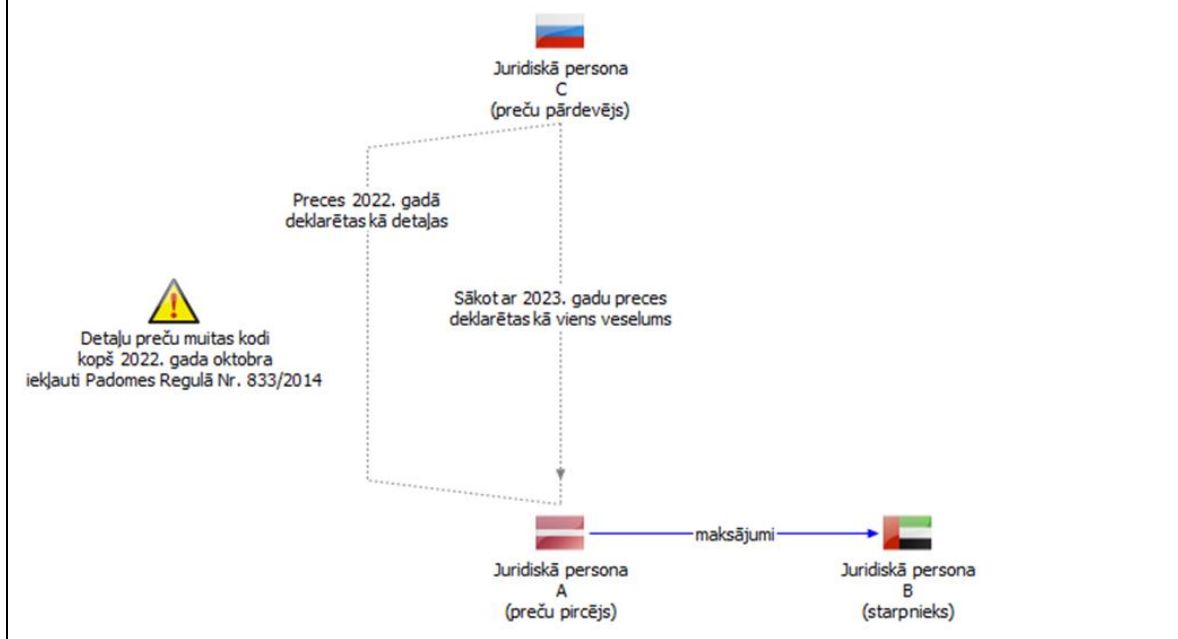 Juridiskā persona
C
(preču pārdevējs)
Preces 2022. gadā
deklarētas kā detaļas
Sākot ar 2023. gadu preces
deklarētas kā viens veselums
Detaļu preču muitas kodi
kopš 2022. gada oktobra
iekļauti Padomes Regulā Nr. 833/2014
maksājumi
Juridiskā persona
A
(preču pircējs)
Juridiskā persona
B
(starpnieks)